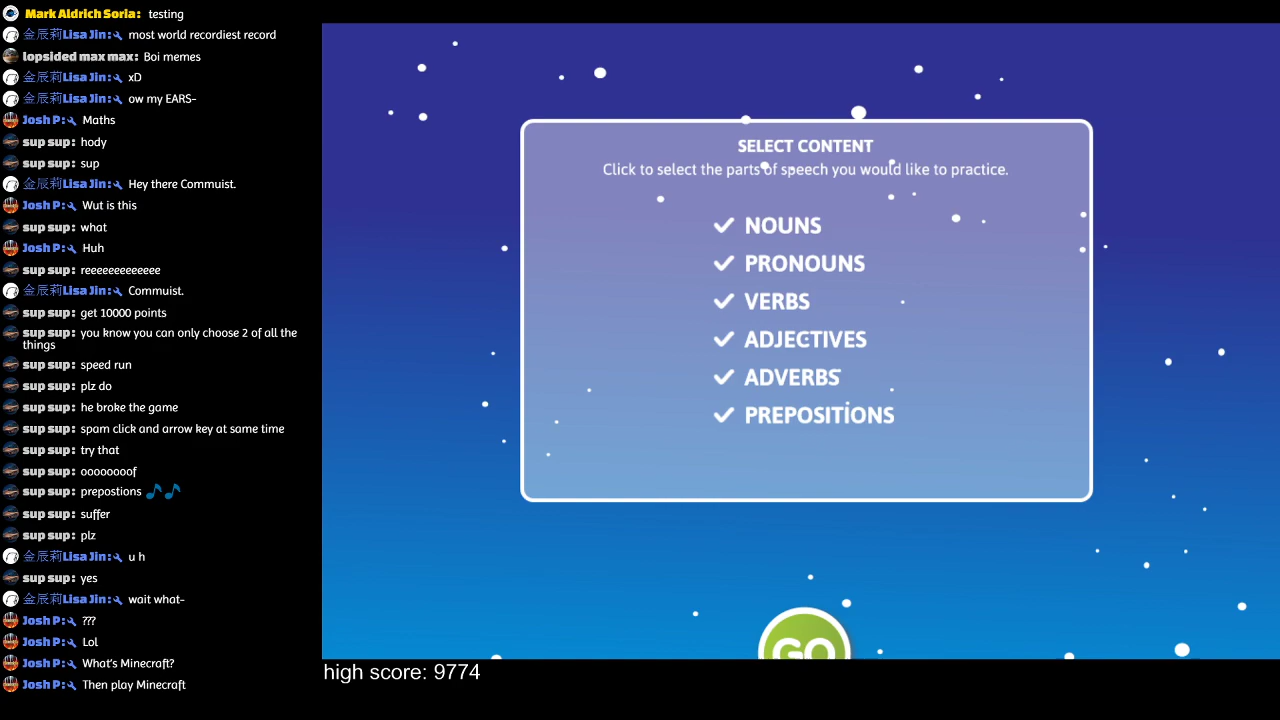 Mark Aldrich Soria: testing
金辰莉Lisa Jin: most world recordiest record
lopsided max max: Boi memes
金辰莉Lisa Jin: xD
金辰莉Lisa Jin: ow my EARS-
Josh P: Maths
sup sup: hody
sup sup: sup
金辰莉Lisa Jin: Hey there Commuist.
Josh P: Wut is this
sup sup: what
Josh P: Huh
sup sup: reeeeeeeeeeeee
金辰莉Lisa Jin: Commuist.
sup sup: get 10000 points
sup sup: you know you can only choose 2 of all the
things
sup sup: speed run
sup sup: plz do
sup sup: he broke the game
sup sup: spam click and arrow key at same time
sup sup: try that
sup sup: oooooooof
sup sup: prepostions 🎵🎵
sup sup: suffer
sup sup: plz
金辰莉Lisa Jin: u h
sup sup: yes
金辰莉Lisa Jin: wait what-
Josh P: ???
Josh P: Lol
Josh P: What's Minecraft?
Josh P: Then play Minecraft
SELECT CONTENT
Click to select the parts of speech you would like to practice.
NOUNS
PRONOUNS
VERBS
ADJECTIVES
ADVERBS
PREPOSITIONS
GO
high score: 9774